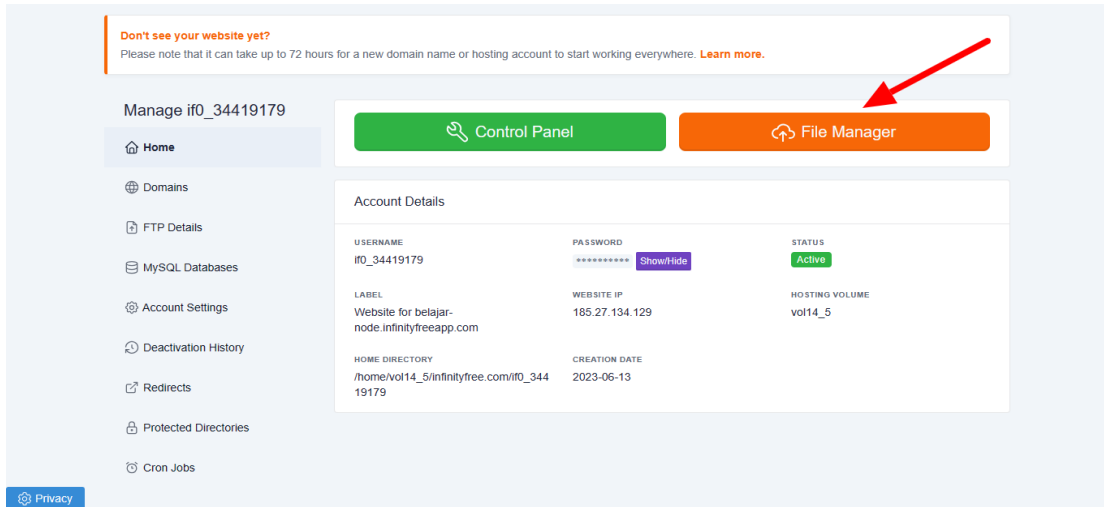 Don't see your website yet?
Please note that it can take up to 72 hours for a new domain name or hosting account to start working everywhere. Learn more.
Manage if0_34419179
Home
Domains
FTP Details
MySQL Databases
Account Settings
Deactivation History
Redirects
Protected Directories
Cron Jobs
Control Panel
File Manager
Account Details
USERNAME
if0_34419179
PASSWORD
********** Show/Hide
STATUS
Active
LABEL
Website for belajar-
node.infinityfreeapp.com
WEBSITE IP
185.27.134.129
HOSTING VOLUME
vol14_5
HOME DIRECTORY
/home/vol14_5/infinityfree.com/if0_344
19179
CREATION DATE
2023-06-13
Privacy